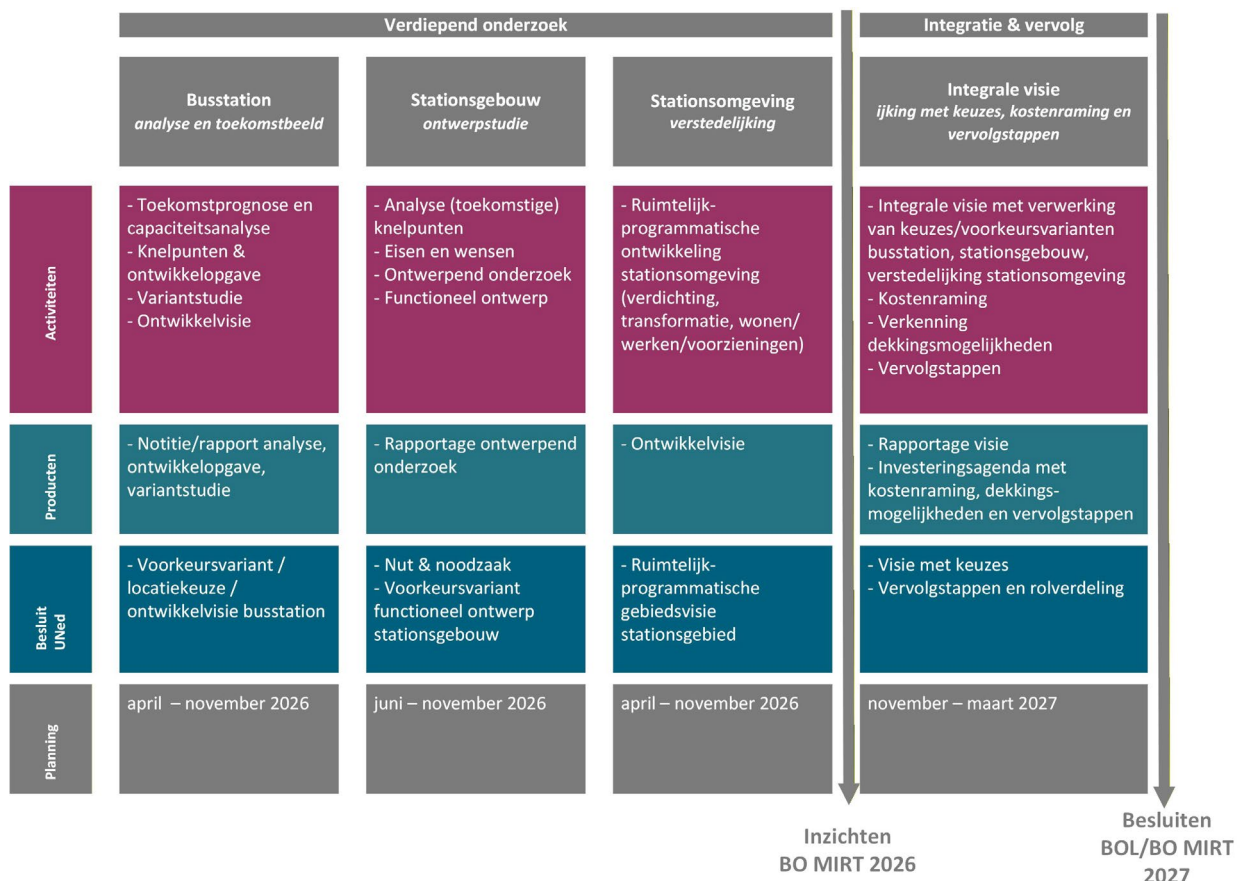 Verdiepend onderzoek
Integratie & vervolg
Busstation
analyse en toekomstbeeld
Stationsgebouw
ontwerpstudie
Stationsomgeving
verstedelijking
Integrale visie
ijking met keuzes, kostenraming en
vervolgstappen
Activiteiten
- Toekomstprognose en
capaciteitsanalyse
- Knelpunten &
ontwikkelopgave
- Variantstudie
- Ontwikkelvisie
- Analyse (toekomstige)
knelpunten
- Eisen en wensen
- Ontwerpend onderzoek
- Functioneel ontwerp
- Ruimtelijk-
programmatische
ontwikkeling
stationsomgeving
(verdichting,
transformatie, wonen/
werken/voorzieningen)
- Integrale visie met verwerking
van keuzes/voorkeursvarianten
busstation, stationsgebouw,
verstedelijking stationsomgeving
- Kostenraming
- Verkenning
dekkingsmogelijkheden
- Vervolgstappen
Producten
- Notitie/rapport analyse,
ontwikkelopgave,
variantstudie
- Rapportage ontwerpend
onderzoek
- Ontwikkelvisie
- Rapportage visie
- Investeringsagenda met
kostenraming, dekkings-
mogelijkheden en vervolgstappen
Besluit
UNed
- Voorkeursvariant /
locatiekeuze /
ontwikkelvisie busstation
- Nut & noodzaak
- Voorkeursvariant
functioneel ontwerp
stationsgebouw
- Ruimtelijk-
programmatische
gebiedsvisie
stationsgebied
- Visie met keuzes
- Vervolgstappen en rolverdeling
Planning
april – november 2026
juni – november 2026
april – november 2026
november – maart 2027
Inzichten
BO MIRT 2026
Besluiten
BOL/BO MIRT
2027